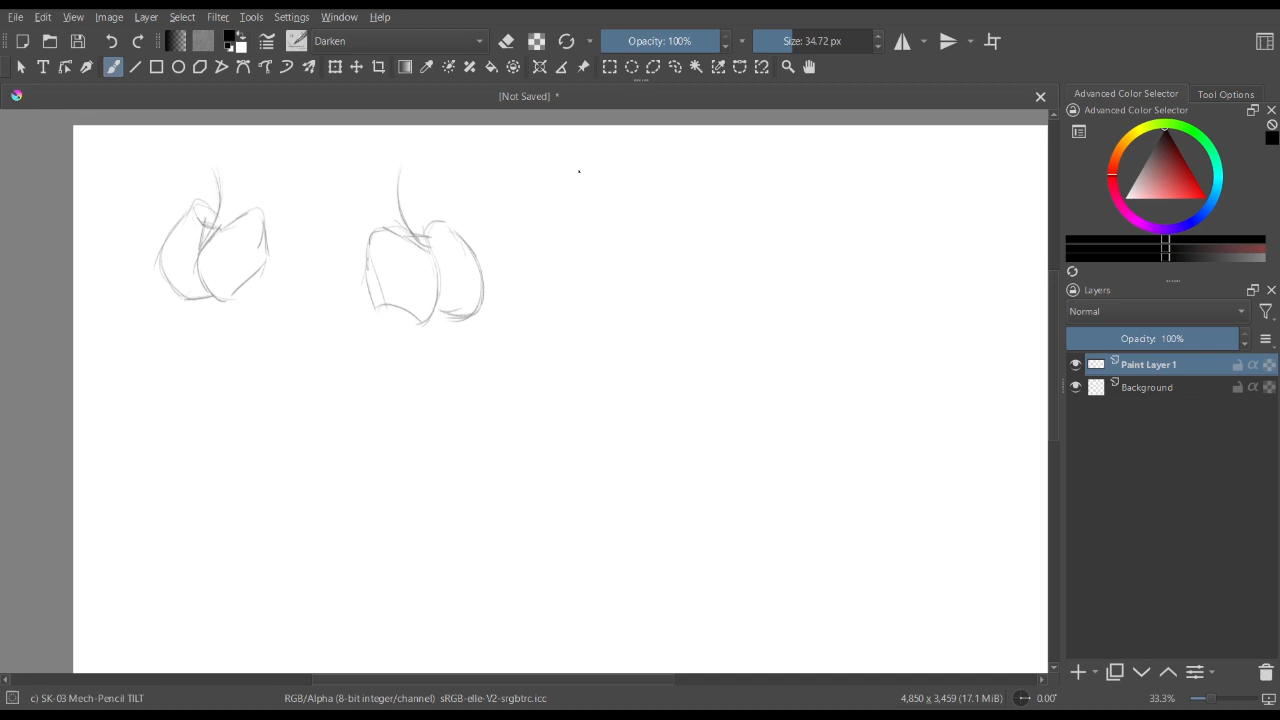 File Edit View Image Layer Select Filter Tools Settings Window Help
Darken Opacity: 100% Size: 34.72 px
[Not Saved] *
Advanced Color Selector Tool Options
Advanced Color Selector
Layers
Normal
Opacity: 100%
Paint Layer 1
Background
c) SK-03 Mech-Pencil TILT RGB/Alpha (8-bit integer/channel) sRGB-elle-V2-srgbtrc.icc 4,850 x 3,459 (17.1 MiB) 0.00° 33.3%